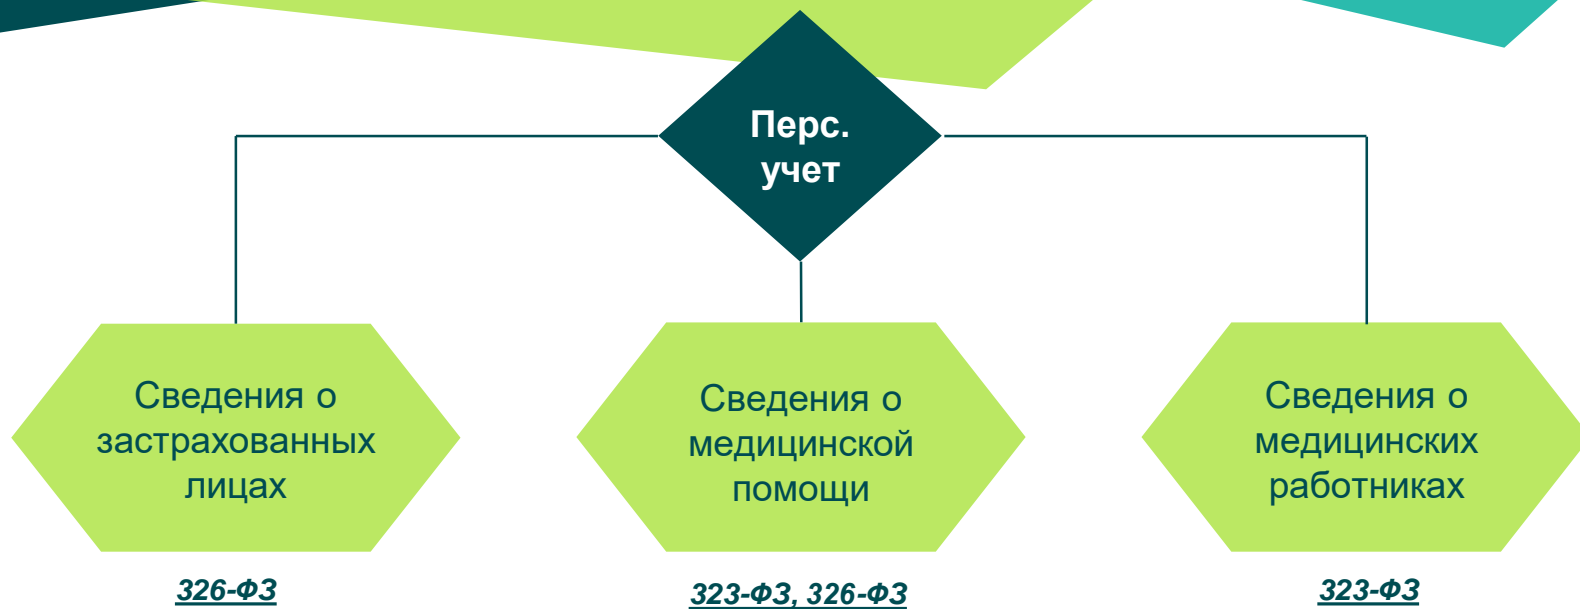 Перс.
учет
Сведения о
застрахованных
лицах
326-ФЗ
Сведения о
медицинской
помощи
323-ФЗ, 326-ФЗ
Сведения о
медицинских
работниках
323-ФЗ